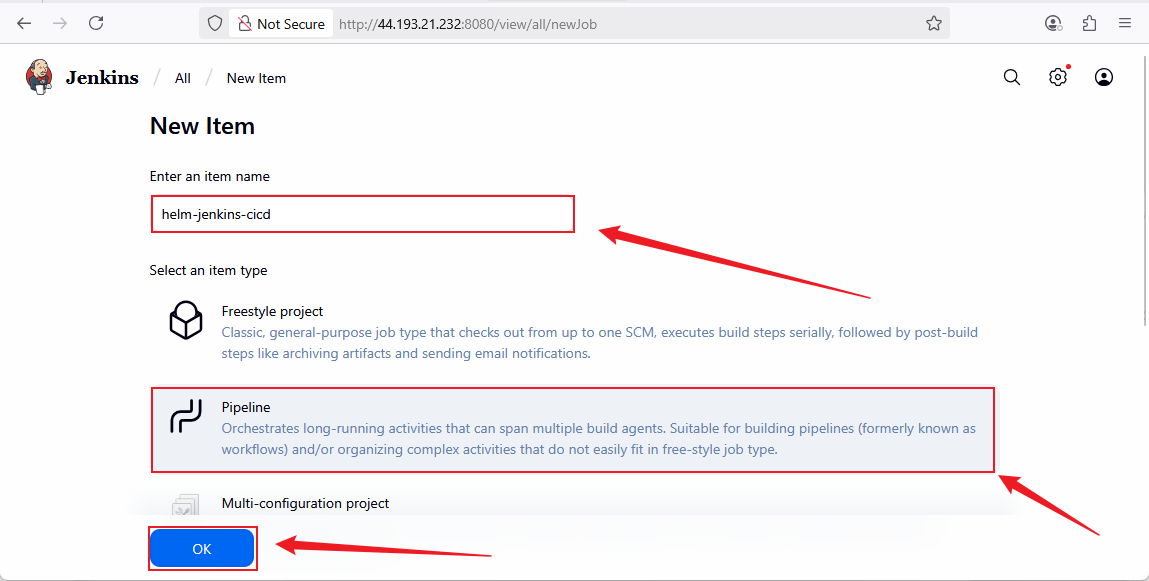 Not Secure http://44.193.21.232:8080/view/all/newJob
Jenkins / All / New Item
New Item
Enter an item name
helm-jenkins-cicd
Select an item type
Freestyle project
Classic, general-purpose job type that checks out from up to one SCM, executes build steps serially, followed by post-build
steps like archiving artifacts and sending email notifications.
Pipeline
Orchestrates long-running activities that can span multiple build agents. Suitable for building pipelines (formerly known as
workflows) and/or organizing complex activities that do not easily fit in free-style job type.
Multi-configuration project
OK